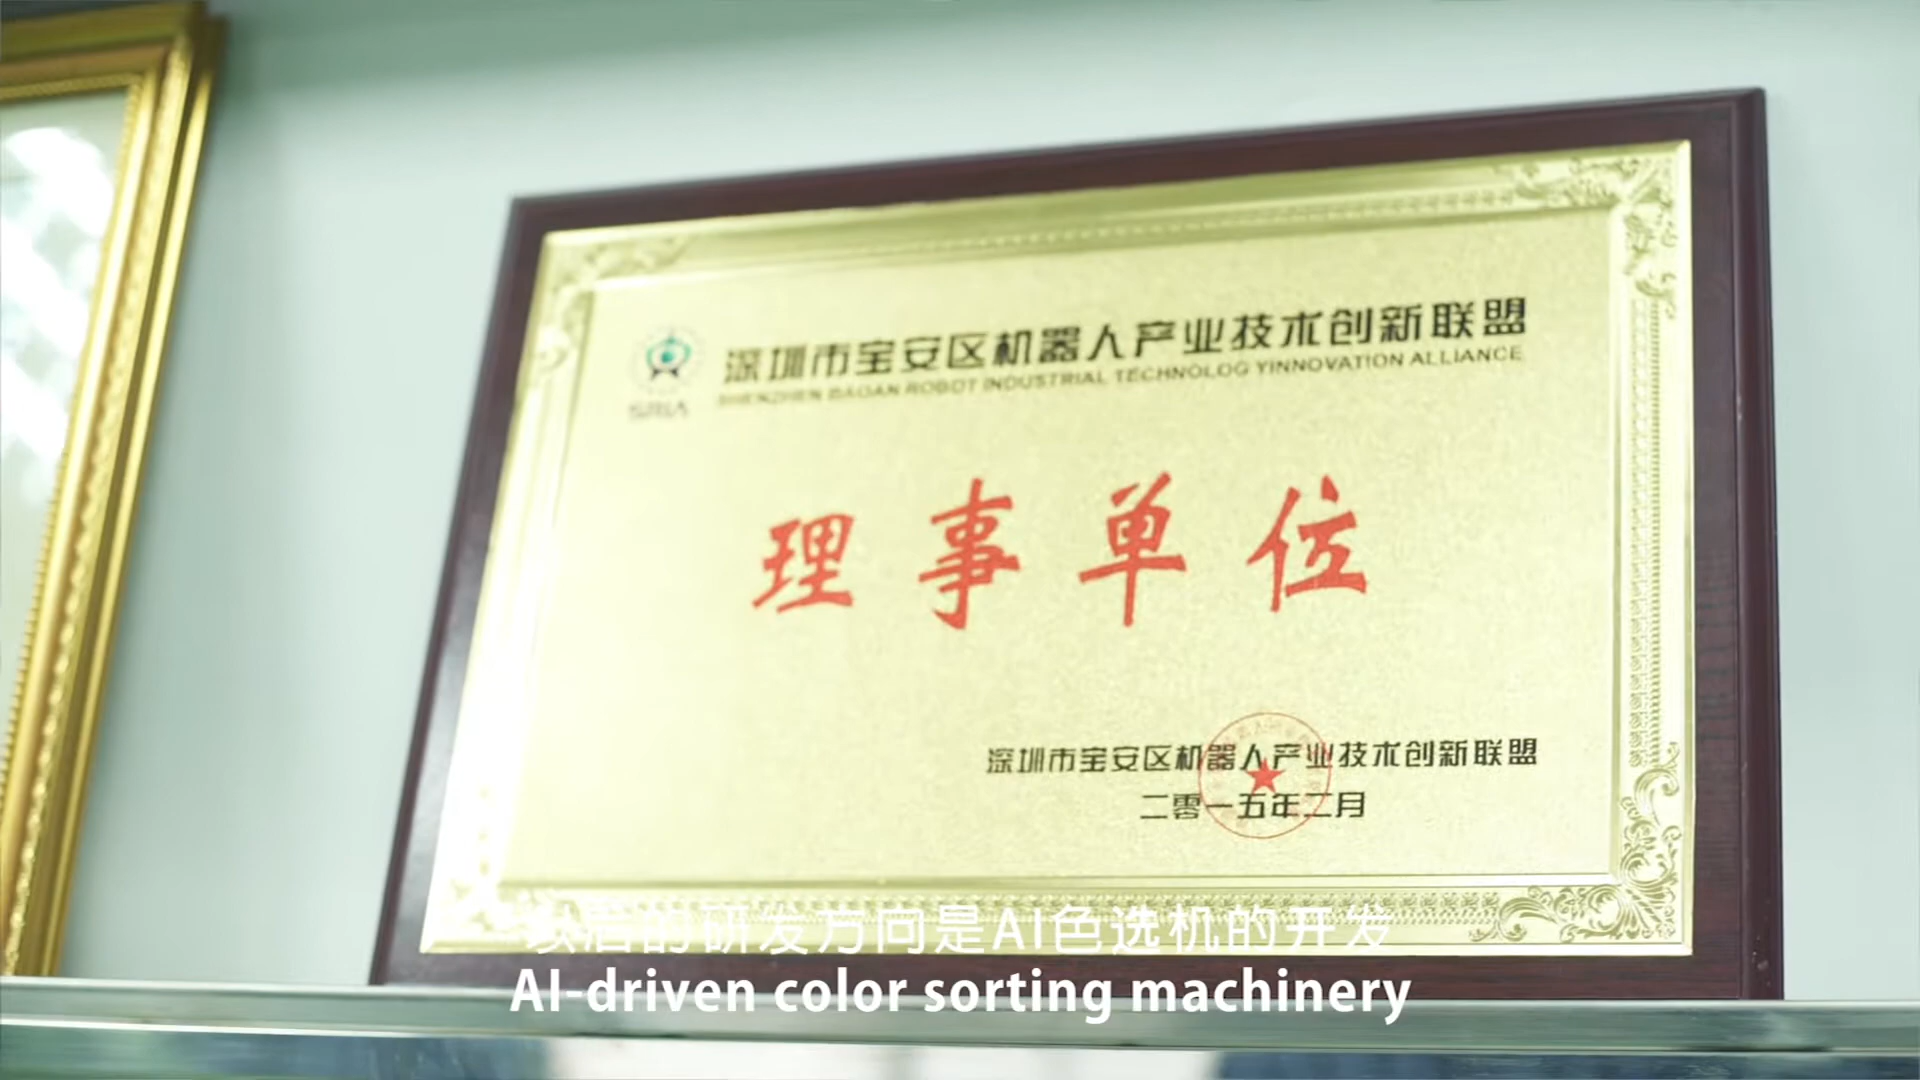 深圳市宝安区机器人产业技术创新联盟
SHENZHEN BAOAN ROBOT INDUSTRIAL TECHNOLOG YINNOVATION ALLIANCE
理事单位
深圳市宝安区机器人产业技术创新联盟
二零一五年二月
以后的研发方向是AI色选机的开发
AI-driven color sorting machinery